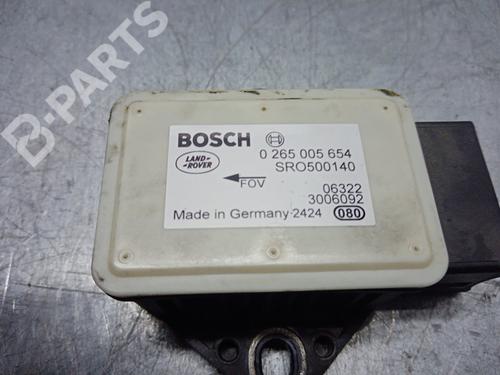 B-PARTS
BOSCH
0 265 005 654
LAND ROVER
SRO500140
FOV
06322
3006092
Made in Germany 2424
080